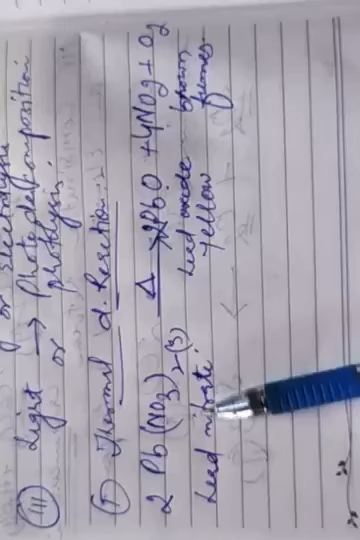 or Electrolysis
(III) Light → Photodecomposition
or photolysis.
(I) Thermal d. Reaction
2 Pb(NO3)2(s) Δ→ 2PbO + 4NO2 + O2
Lead nitrate Lead oxide brown
yellow fumes